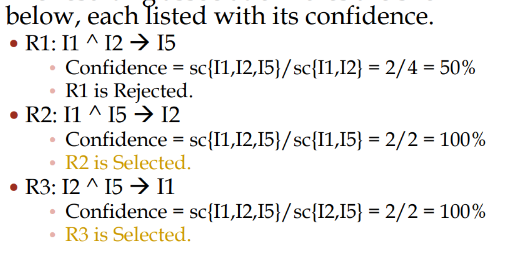 below, each listed with its confidence.
• R1: I1 ^ I2 → I5
• Confidence = sc{I1,I2,I5}/sc{I1,I2} = 2/4 = 50%
• R1 is Rejected.
• R2: I1 ^ I5 → I2
• Confidence = sc{I1,I2,I5}/sc{I1,I5} = 2/2 = 100%
• R2 is Selected.
• R3: I2 ^ I5 → I1
• Confidence = sc{I1,I2,I5}/sc{I2,I5} = 2/2 = 100%
• R3 is Selected.